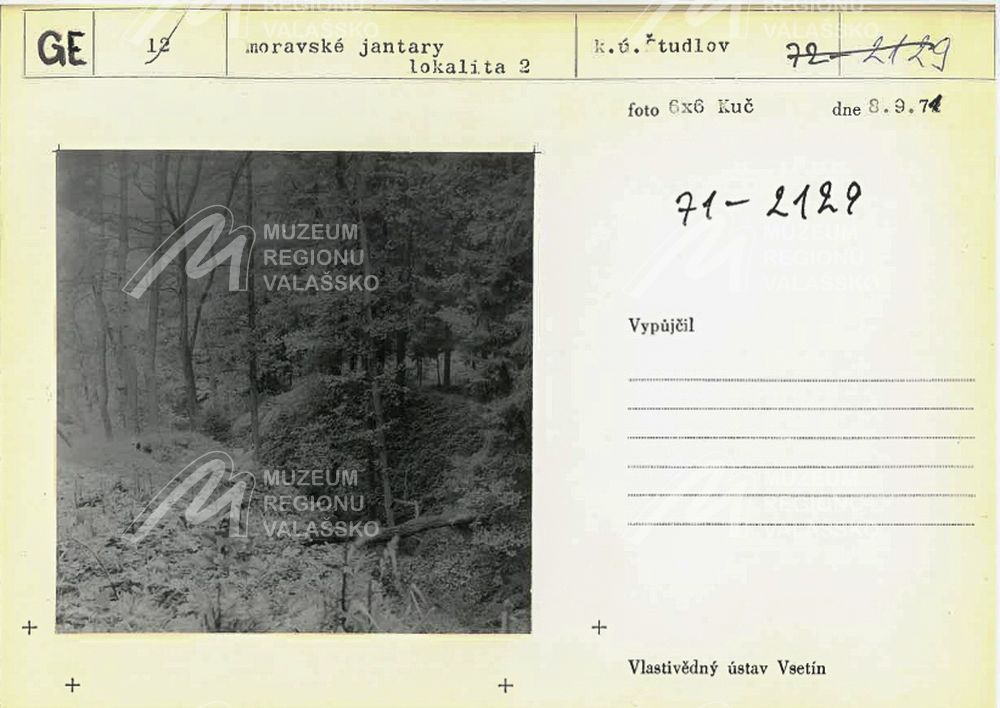 GE
12
moravské jantary
lokalita 2
k.ú.Študlov
72-2129
foto 6x6 Kuč
dne 8.9.71
71-2129
MUZEUM
REGIONU
VALAŠSKO
Vypůjčil
MUZEUM
REGIONU
VALAŠSKO
Vlastivědný ústav Vsetín